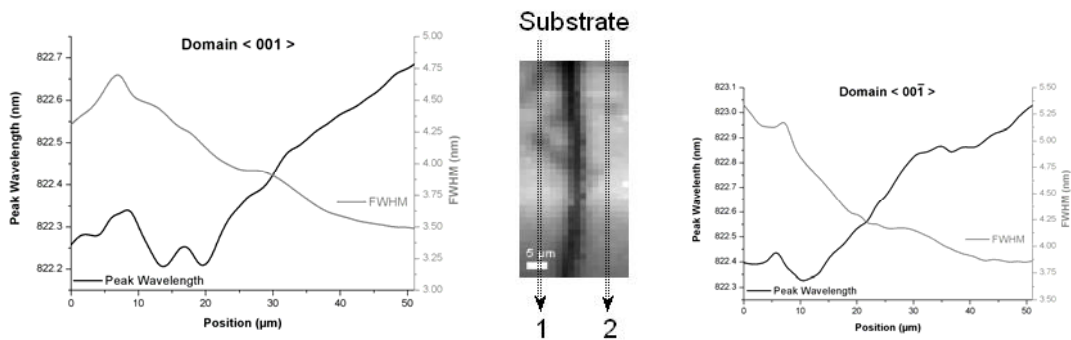 Domain < 001 >
Peak Wavelength (nm)
822.7
822.6
822.5
822.4
822.3
822.2
FWHM
Peak Wavelength
0 10 20 30 40 50
Position (µm)
5.00
4.75
4.50
4.25
4.00
3.75
3.50
3.25
3.00
FWHM (nm)
Substrate
5 µm
1 2
Domain < 001̄ >
Peak Wavelenth (nm)
823.1
823.0
822.9
822.8
822.7
822.6
822.5
822.4
822.3
FWHM
Peak Wavelength
0 10 20 30 40 50
Position (µm)
5.50
5.25
5.00
4.75
4.50
4.25
4.00
3.75
3.50
FWHM (nm)